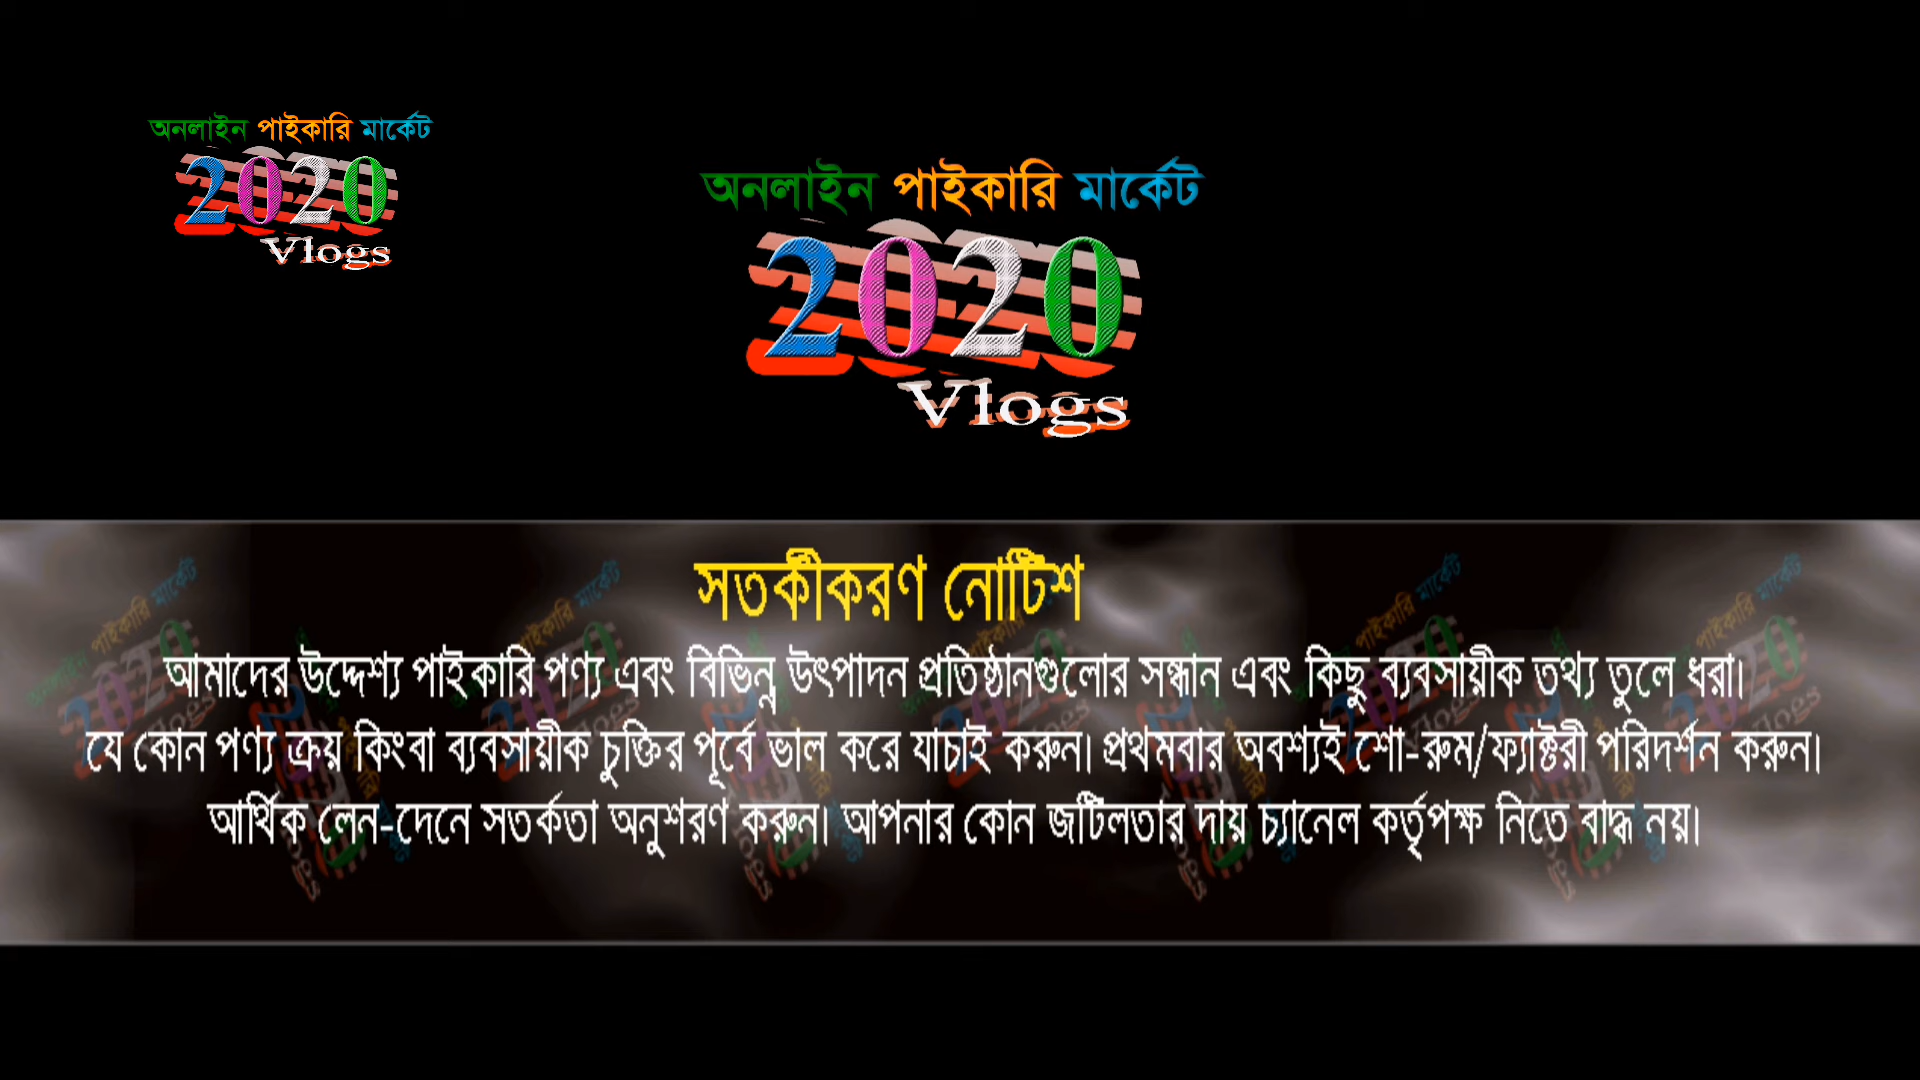 অনলাইন পাইকারি মার্কেট
2020
Vlogs
অনলাইন পাইকারি মার্কেট
2020
Vlogs
সতর্কীকরণ নোটিশ
আমাদের উদ্দেশ্য পাইকারি পণ্য এবং বিভিন্ন উৎপাদন প্রতিষ্ঠানগুলোর সন্ধান এবং কিছু ব্যবসায়ীক তথ্য তুলে ধরা।
যে কোন পণ্য ক্রয় কিংবা ব্যবসায়ীক চুক্তির পূর্বে ভাল করে যাচাই করুন। প্রথমবার অবশ্যই শো-রুম/ফ্যাক্টরী পরিদর্শন করুন।
আর্থিক লেন-দেনে সতর্কতা অনুশরণ করুন। আপনার কোন জটিলতার দায় চ্যানেল কর্তৃপক্ষ নিতে বাদ্ধ নয়।